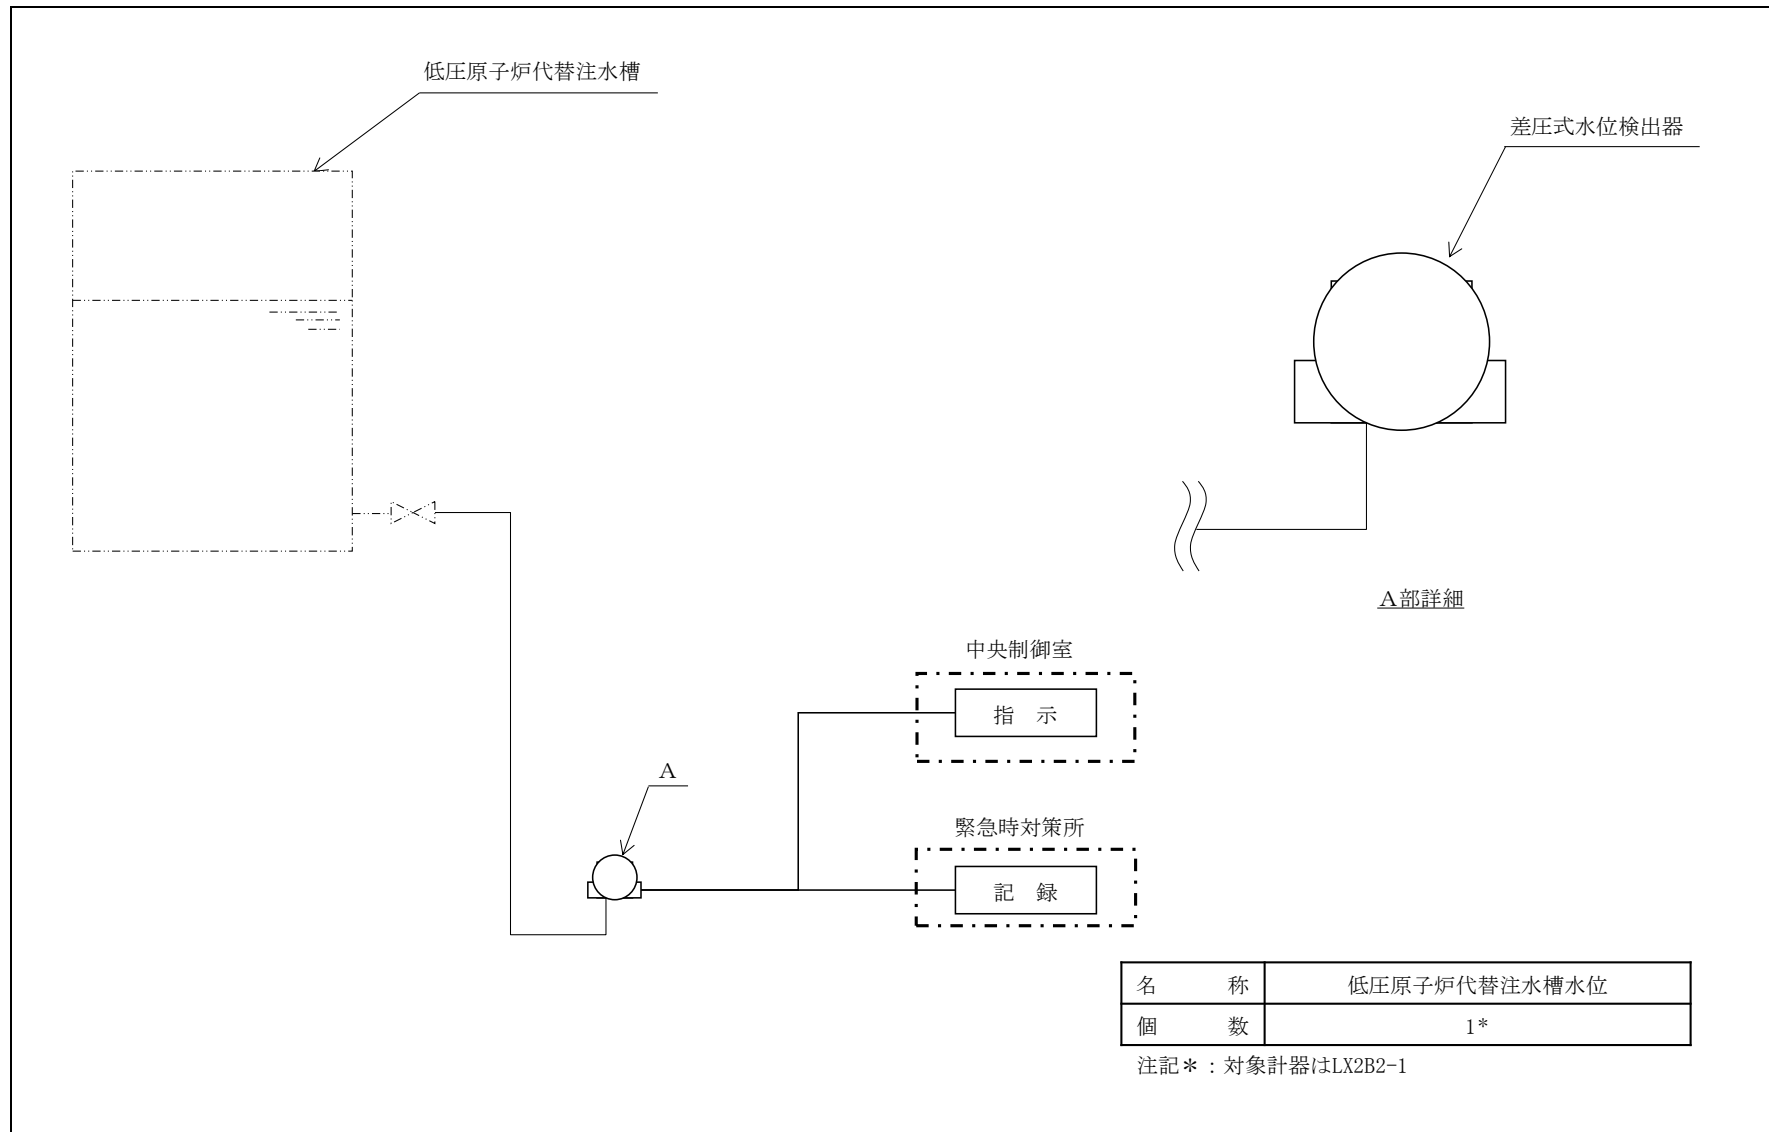 低圧原子炉代替注水槽
差圧式水位検出器
A部詳細
中央制御室
指 示
A
緊急時対策所
記 録
名 称 低圧原子炉代替注水槽水位
個 数 1*
注記*:対象計器はLX2B2-1